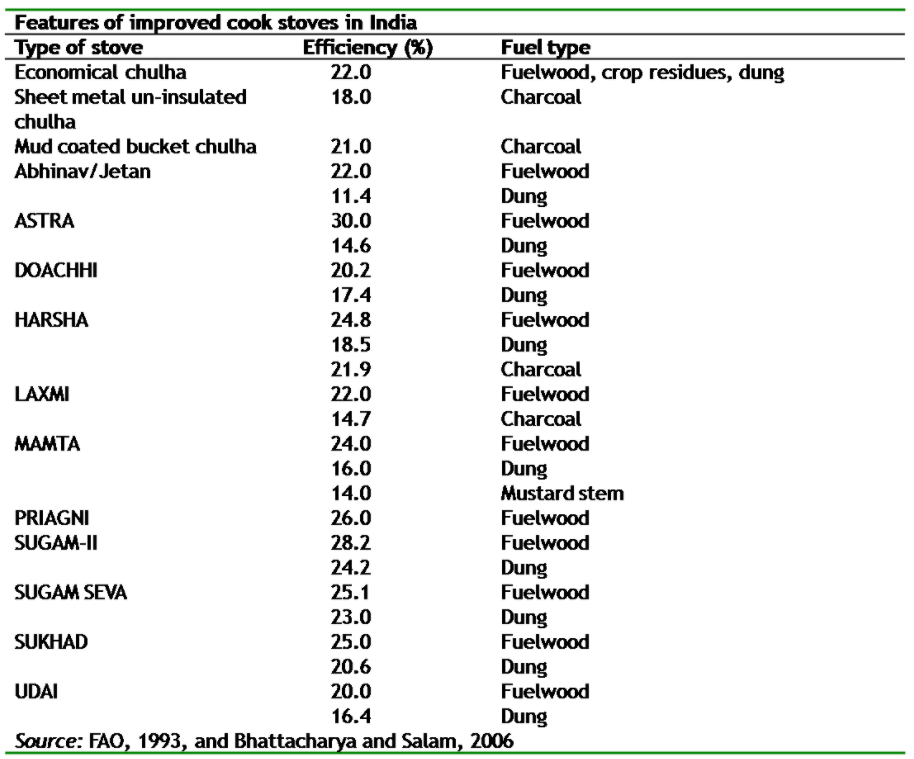 Features of improved cook stoves in India
Type of stove Efficiency (%) Fuel type
Economical chulha 22.0 Fuelwood, crop residues, dung
Sheet metal un-insulated 18.0 Charcoal
chulha
Mud coated bucket chulha 21.0 Charcoal
Abhinav/Jetan 22.0 Fuelwood
11.4 Dung
ASTRA 30.0 Fuelwood
14.6 Dung
DOACHHI 20.2 Fuelwood
17.4 Dung
HARSHA 24.8 Fuelwood
18.5 Dung
21.9 Charcoal
LAXMI 22.0 Fuelwood
14.7 Charcoal
MAMTA 24.0 Fuelwood
16.0 Dung
14.0 Mustard stem
PRIAGNI 26.0 Fuelwood
SUGAM-II 28.2 Fuelwood
24.2 Dung
SUGAM SEVA 25.1 Fuelwood
23.0 Dung
SUKHAD 25.0 Fuelwood
20.6 Dung
UDAI 20.0 Fuelwood
16.4 Dung
Source: FAO, 1993, and Bhattacharya and Salam, 2006